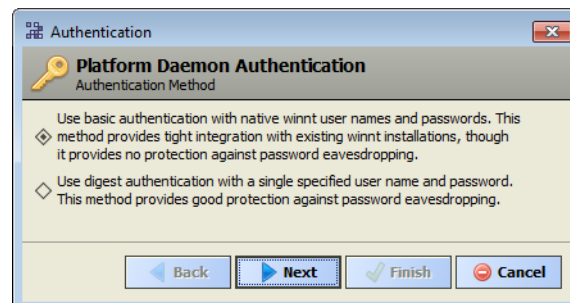 Authentication
Platform Daemon Authentication
Authentication Method
Use basic authentication with native winnt user names and passwords. This
method provides tight integration with existing winnt installations, though
it provides no protection against password eavesdropping.
Use digest authentication with a single specified user name and password.
This method provides good protection against password eavesdropping.
Back Next Finish Cancel